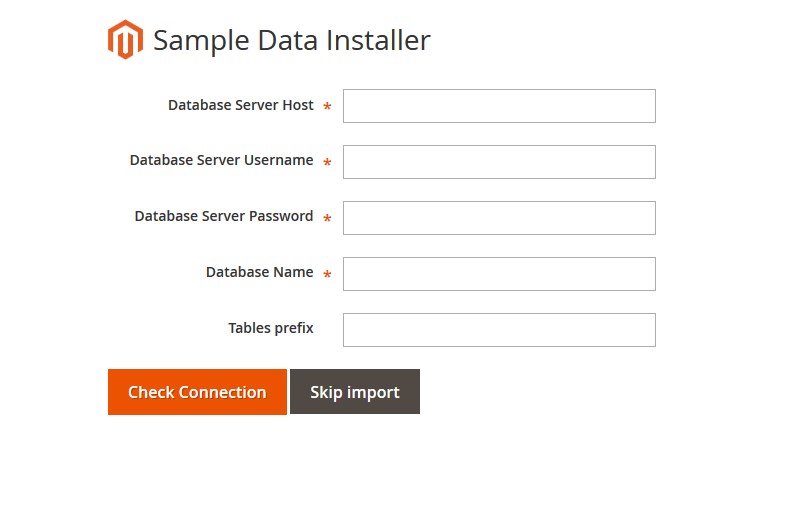 Sample Data Installer
Database Server Host *
Database Server Username *
Database Server Password *
Database Name *
Tables prefix
Check Connection Skip import